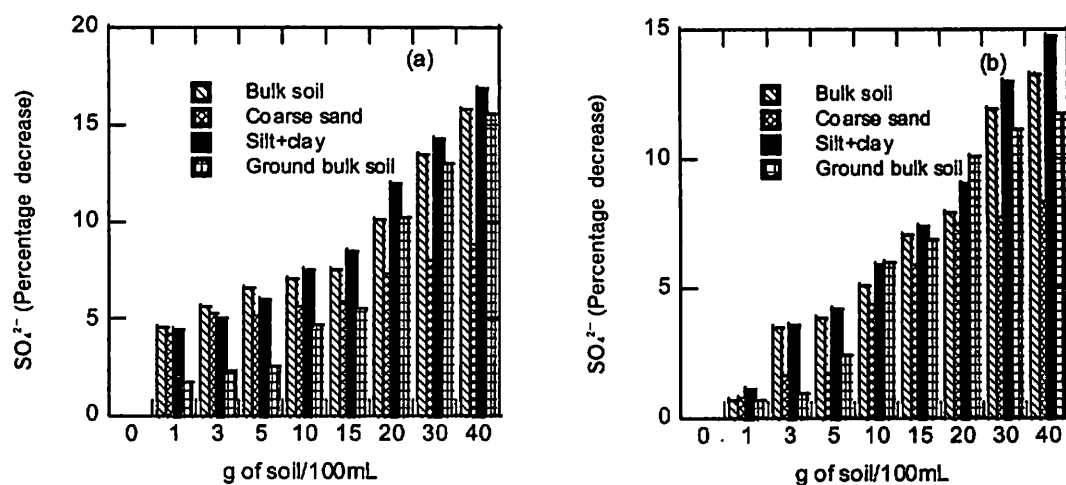 20
15
10
5
0
SO₄²⁻ (Percentage decrease)
(a)
Bulk soil
Coarse sand
Silt+clay
Ground bulk soil
0 1 3 5 10 15 20 30 40
g of soil/100mL
15
10
5
0
SO₄²⁻ (Percentage decrease)
(b)
Bulk soil
Coarse sand
Silt+clay
Ground bulk soil
0 1 3 5 10 15 20 30 40
g of soil/100mL